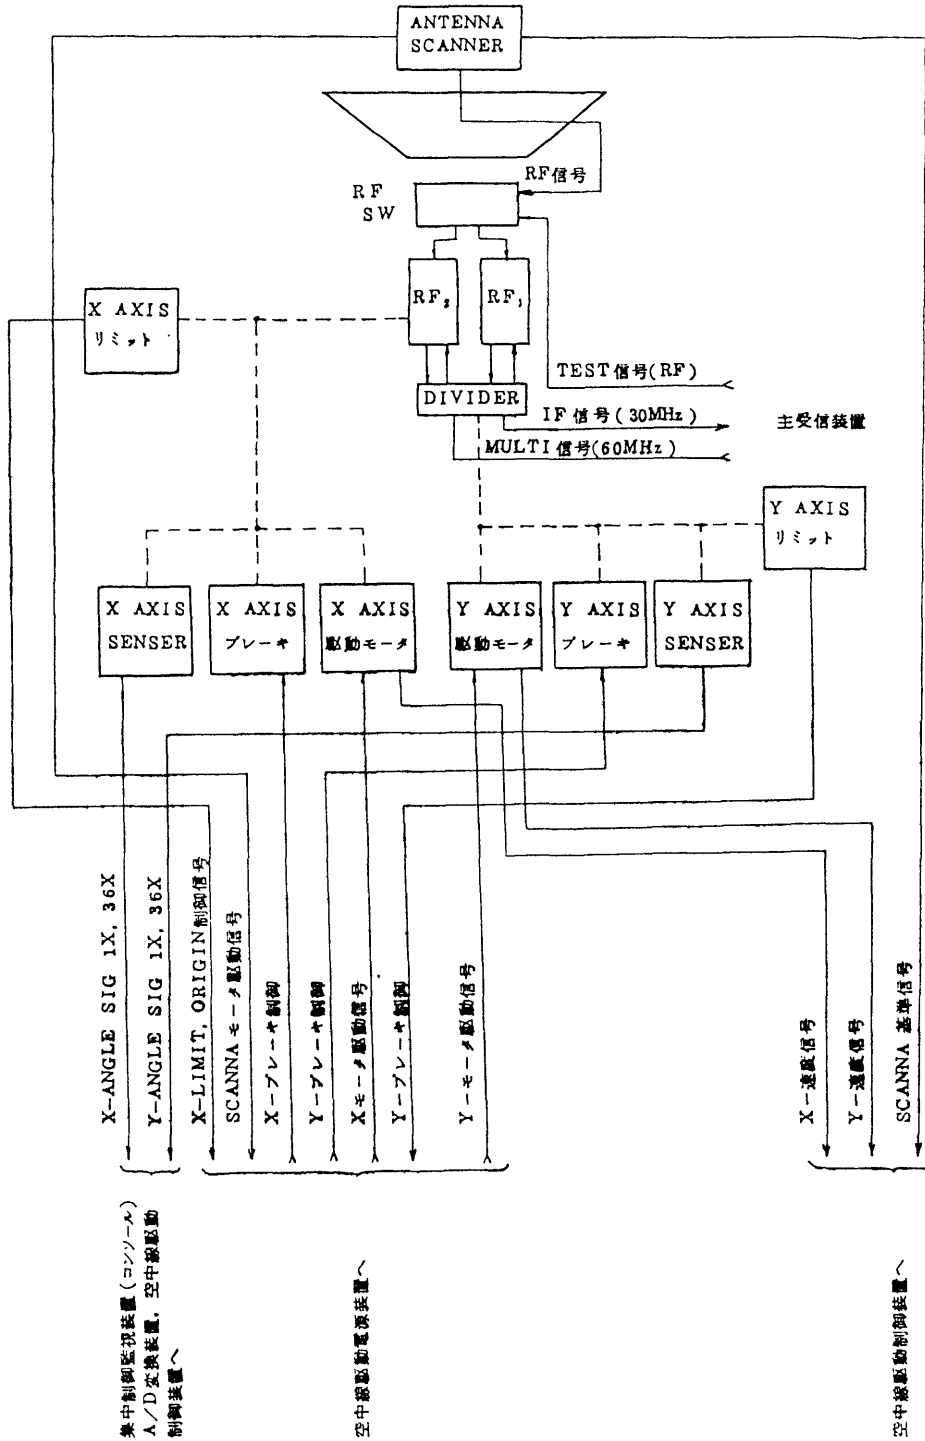 ANTENNA
SCANNER
RF信号
RF
SW
RF₂
RF₁
X AXIS
リミット
TEST信号(RF)
DIVIDER
IF信号(30MHz)
主受信装置
MULTI信号(60MHz)
Y AXIS
リミット
X AXIS
SENSER
X AXIS
ブレーキ
X AXIS
駆動モータ
Y AXIS
駆動モータ
Y AXIS
ブレーキ
Y AXIS
SENSER
X-ANGLE SIG 1X, 36X
Y-ANGLE SIG 1X, 36X
X-LIMIT, ORIGIN制御信号
SCANNAモータ駆動信号
X-ブレーキ制御
Y-ブレーキ制御
Xモータ駆動信号
Y-ブレーキ制御
Y-モータ駆動信号
X-速度信号
Y-速度信号
SCANNA 基準信号
集中制御監視装置(コンソール)
A/D変換装置,空中線駆動
制御装置へ
空中線駆動電源装置へ
空中線駆動制御装置へ